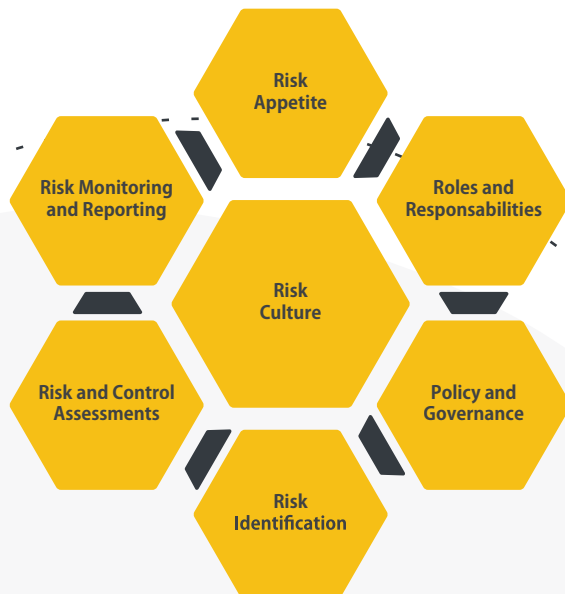 Risk
Appetite
Risk Monitoring
and Reporting
Roles and
Responsabilities
Risk
Culture
Risk and Control
Assessments
Policy and
Governance
Risk
Identification